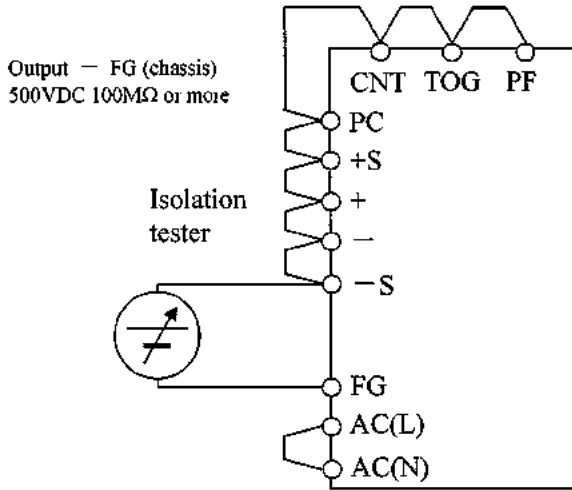 Output － FG (chassis)
500VDC 100MΩ or more
CNT TOG PF
PC
+S
+
－
－S
Isolation
tester
FG
AC(L)
AC(N)